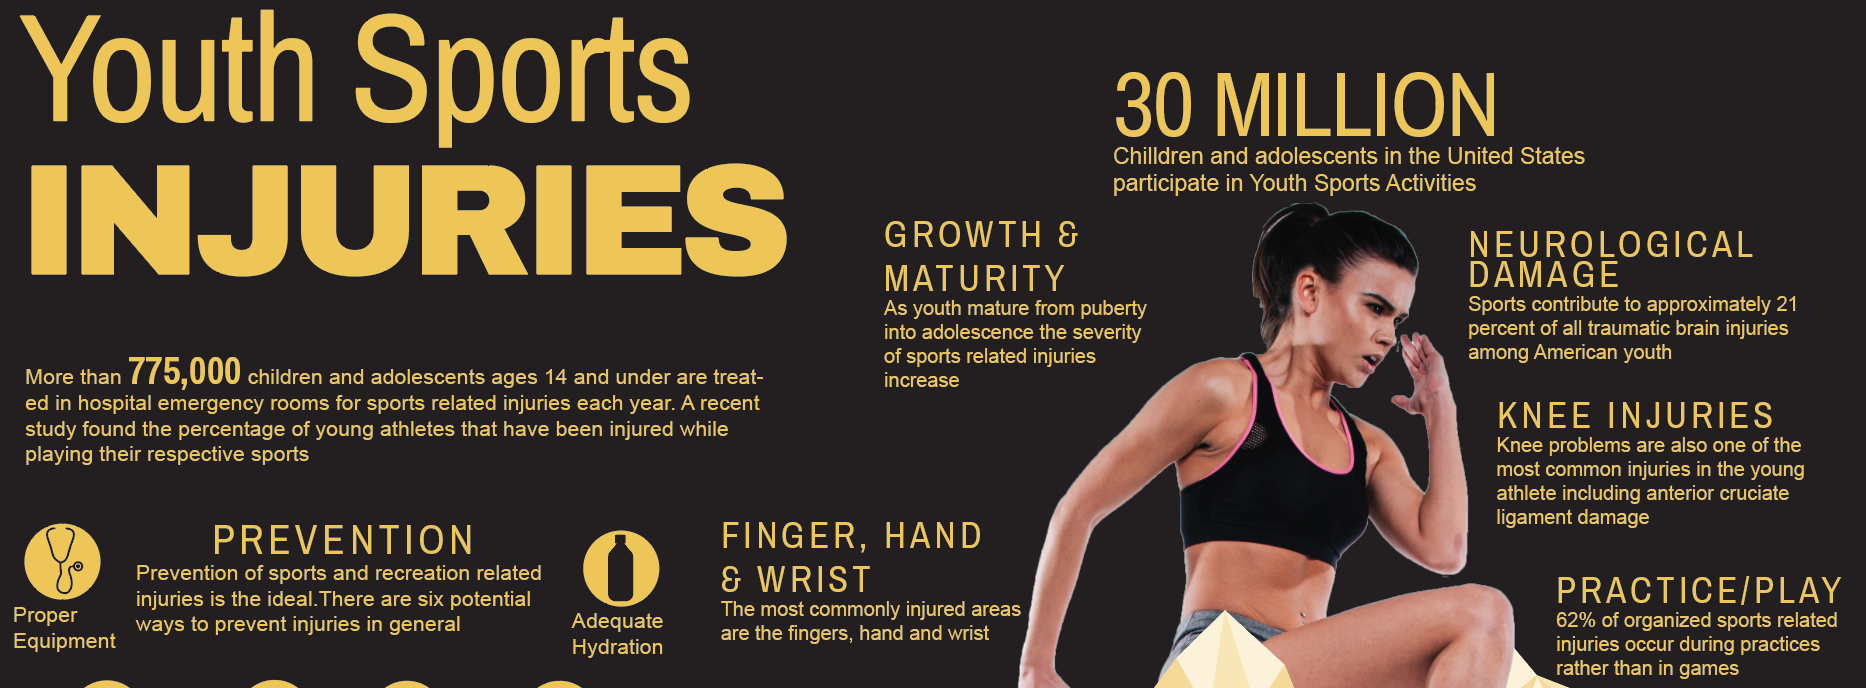 Youth Sports
INJURIES
More than 775,000 children and adolescents ages 14 and under are treat-
ed in hospital emergency rooms for sports related injuries each year. A recent
study found the percentage of young athletes that have been injured while
playing their respective sports
30 MILLION
Chilldren and adolescents in the United States
participate in Youth Sports Activities
GROWTH &
MATURITY
As youth mature from puberty
into adolescence the severity
of sports related injuries
increase
NEUROLOGICAL
DAMAGE
Sports contribute to approximately 21
percent of all traumatic brain injuries
among American youth
KNEE INJURIES
Knee problems are also one of the
most common injuries in the young
athlete including anterior cruciate
ligament damage
Proper
Equipment
PREVENTION
Prevention of sports and recreation related
injuries is the ideal.There are six potential
ways to prevent injuries in general
Adequate
Hydration
FINGER, HAND
& WRIST
The most commonly injured areas
are the fingers, hand and wrist
PRACTICE/PLAY
62% of organized sports related
injuries occur during practices
rather than in games